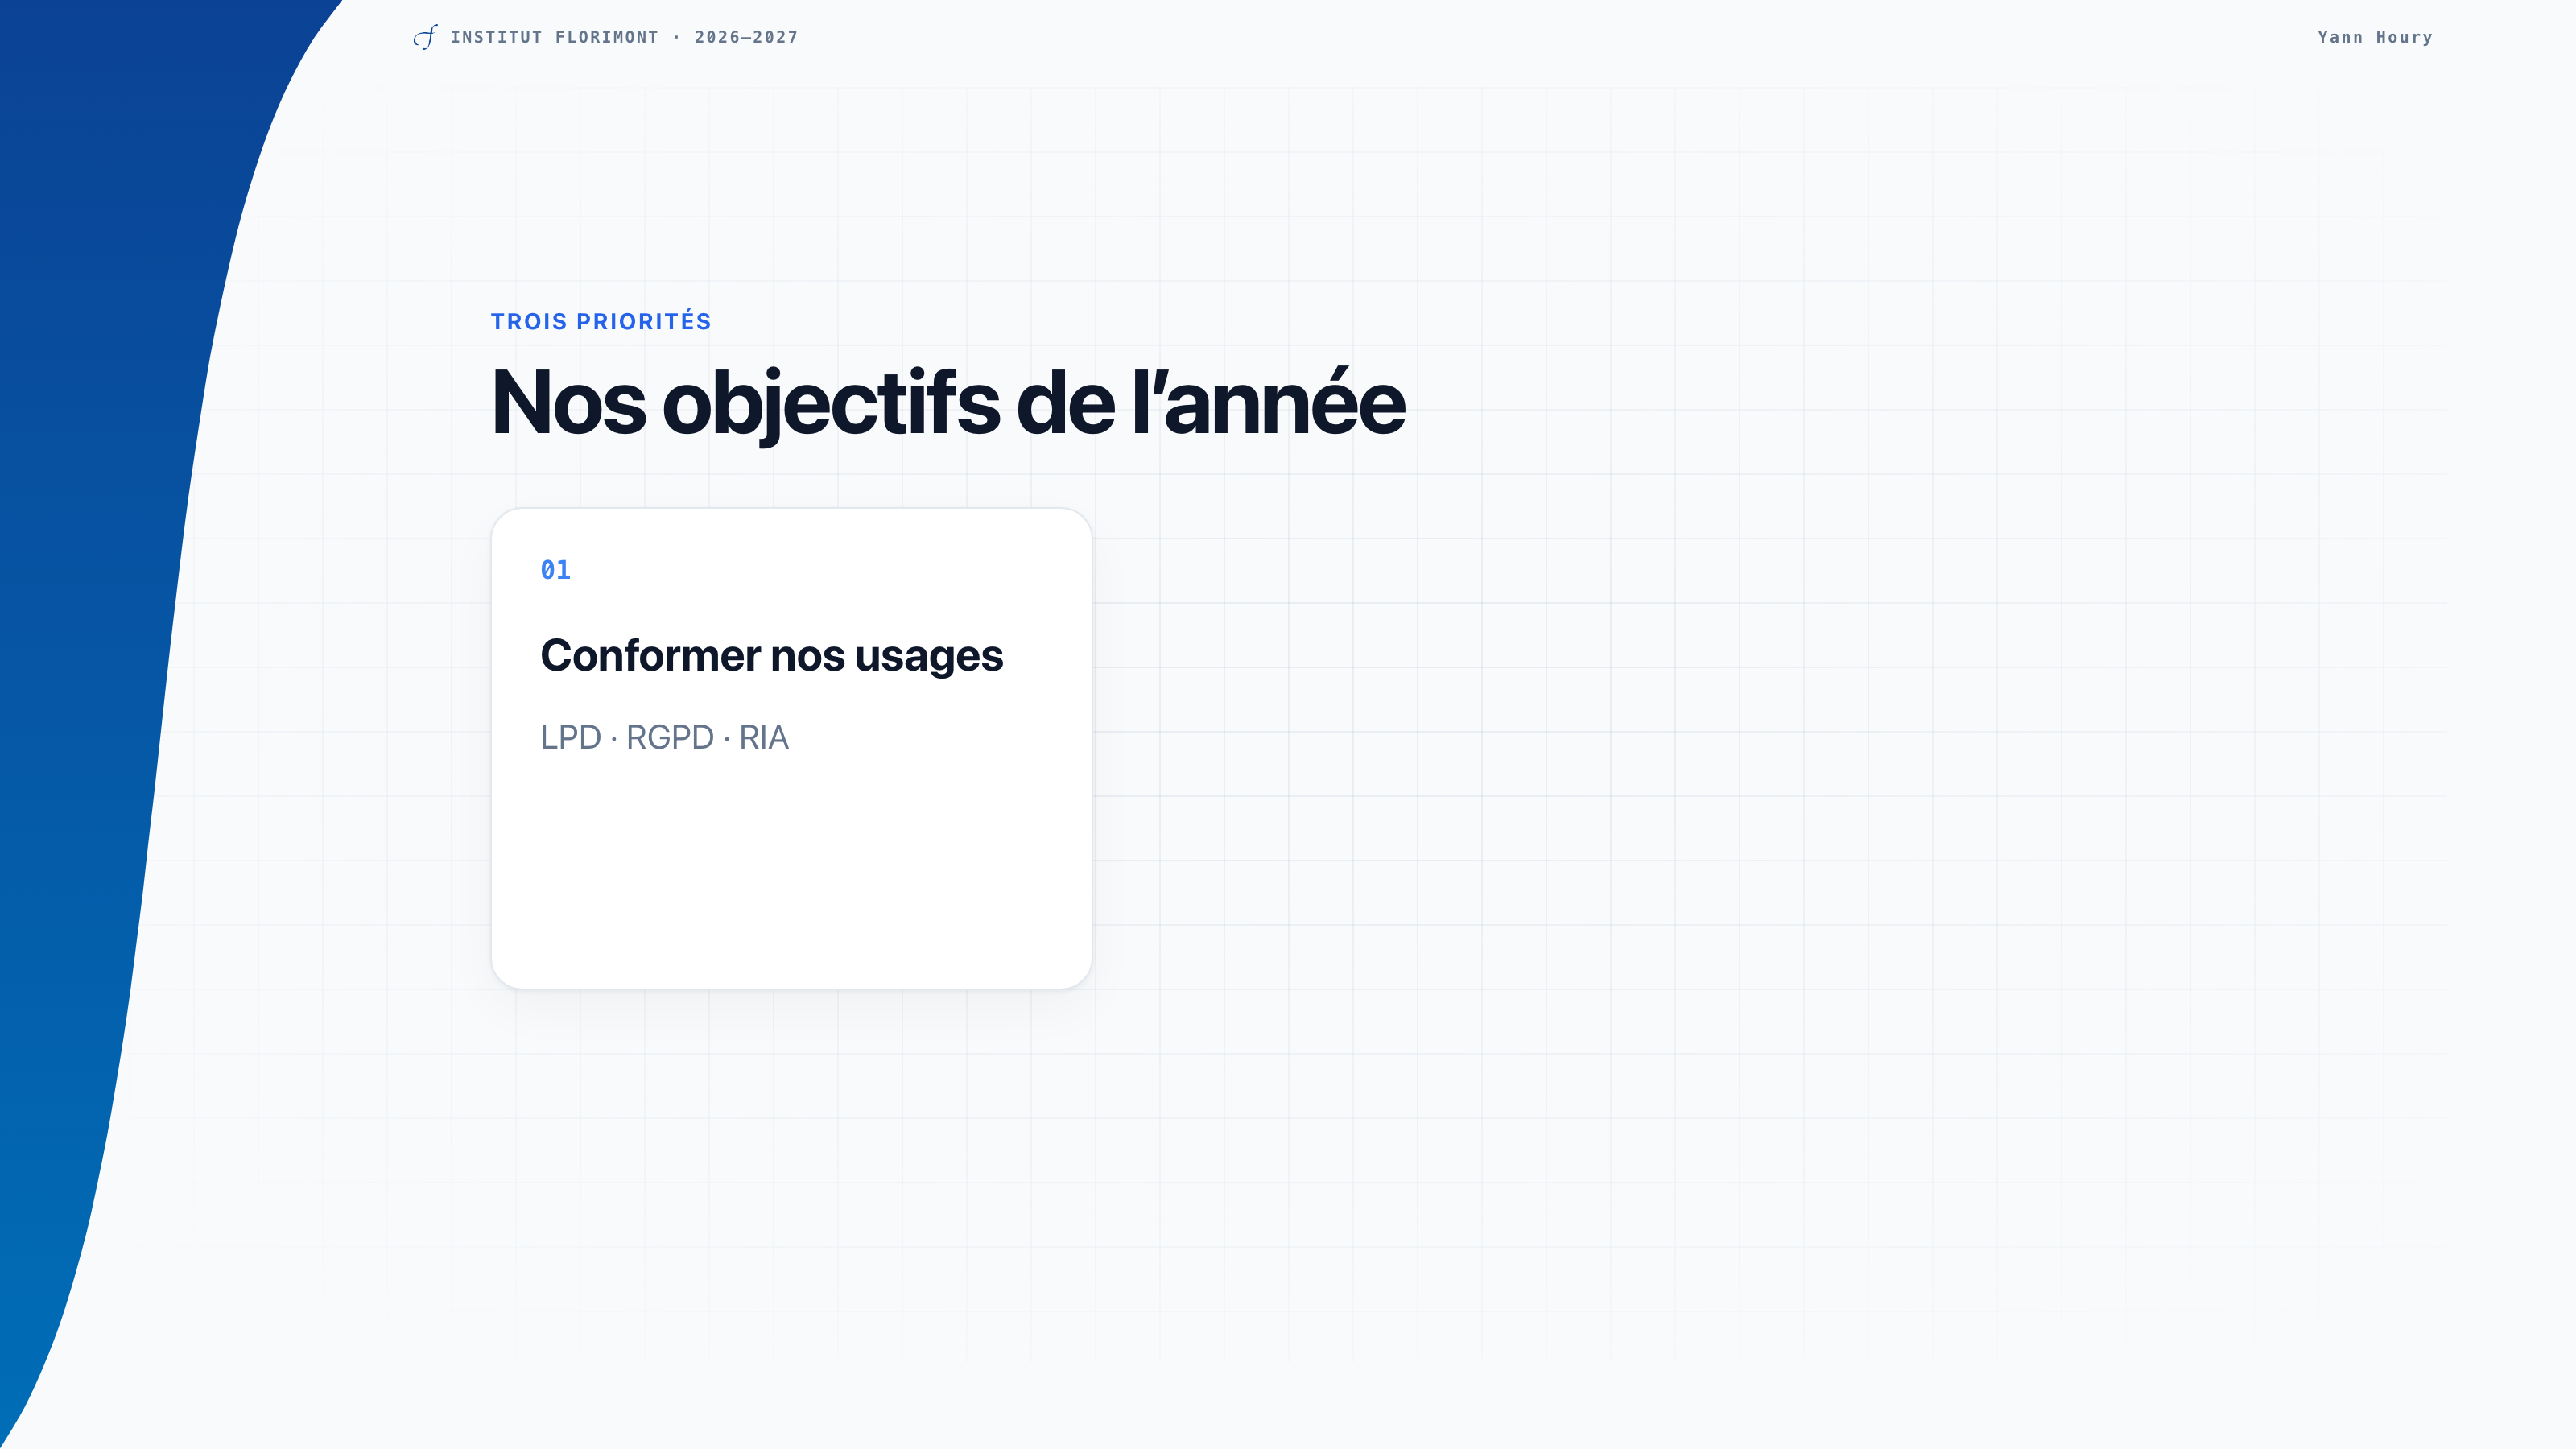 INSTITUT FLORIMONT · 2026–2027
Yann Houry
TROIS PRIORITÉS
Nos objectifs de l’année
01
Conformer nos usages
LPD · RGPD · RIA